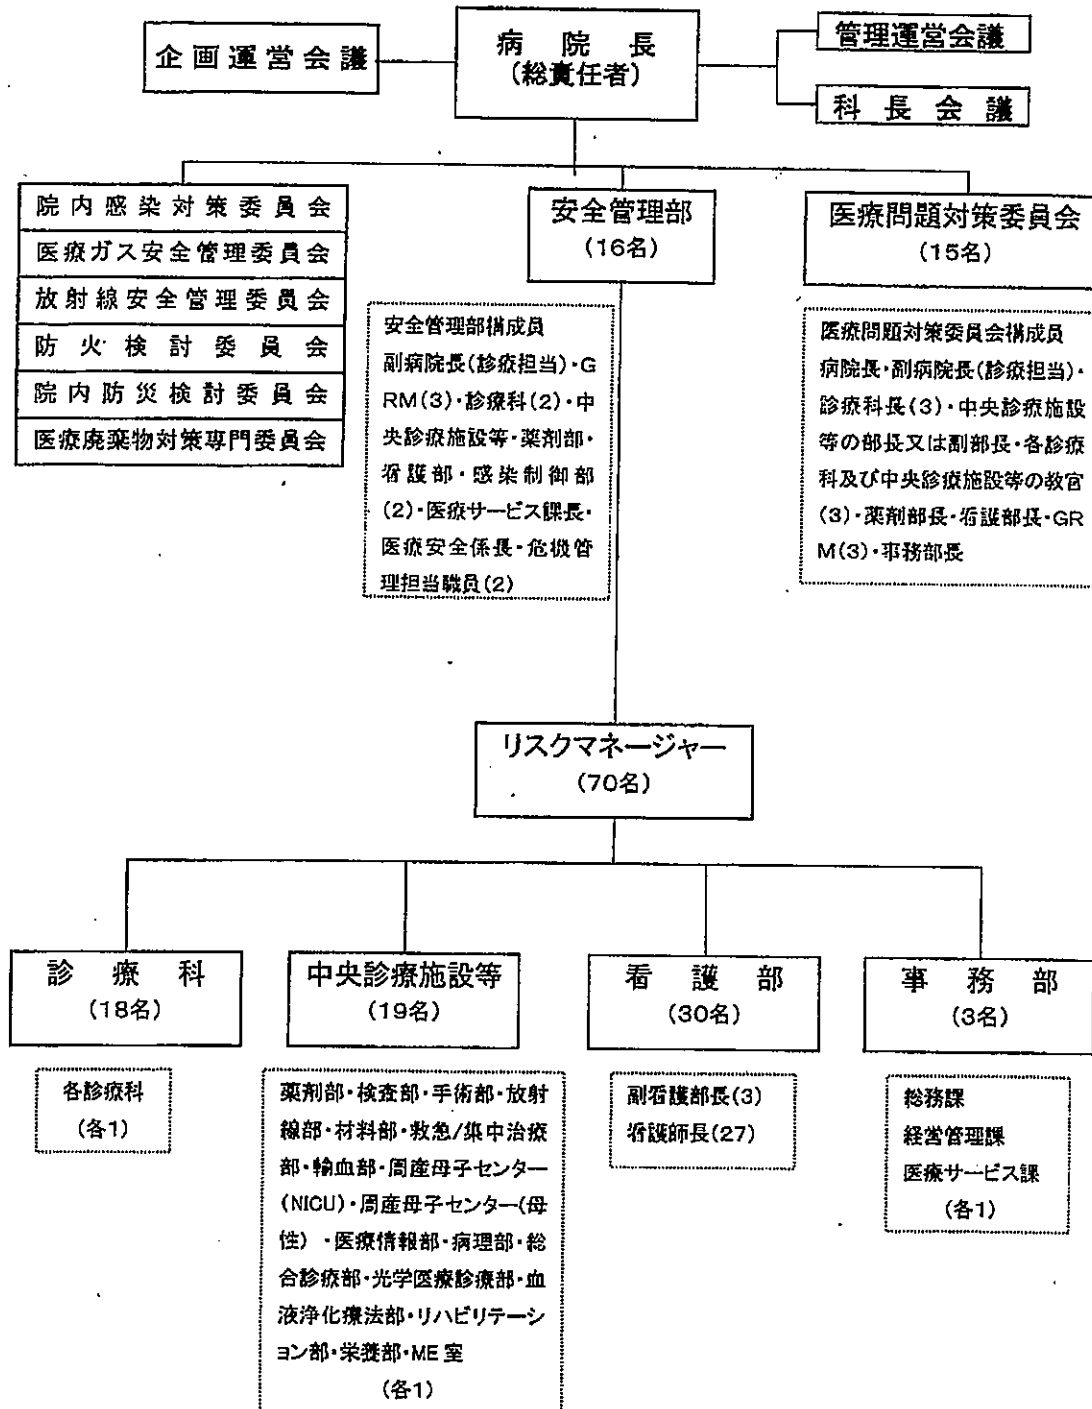 企画運営会議
病院長
(総責任者)
管理運営会議
科長会議
院内感染対策委員会
医療ガス安全管理委員会
放射線安全管理委員会
防火検討委員会
院内防災検討委員会
医療廃棄物対策専門委員会
安全管理部
(16名)
医療問題対策委員会
(15名)
安全管理部構成員
副病院長(診療担当)・G
RM(3)・診療科(2)・中
央診療施設等・薬剤部・
看護部・感染制御部
(2)・医療サービス課長・
医療安全係長・危機管
理担当職員(2)
医療問題対策委員会構成員
病院長・副病院長(診療担当)・
診療科長(3)・中央診療施設
等の部長又は副部長・各診療
科及び中央診療施設等の教官
(3)・薬剤部長・看護部長・GR
M(3)・事務部長
リスクマネージャー
(70名)
診療科
(18名)
中央診療施設等
(19名)
看護部
(30名)
事務部
(3名)
各診療科
(各1)
薬剤部・検査部・手術部・放射
線部・材料部・救急/集中治療
部・輸血部・周産母子センター
(NICU)・周産母子センター(母
性)・医療情報部・病理部・総
合診療部・光学医療診療部・血
液浄化療法部・リハビリテーシ
ョン部・栄養部・ME室
(各1)
副看護部長(3)
看護師長(27)
総務課
経営管理課
医療サービス課
(各1)